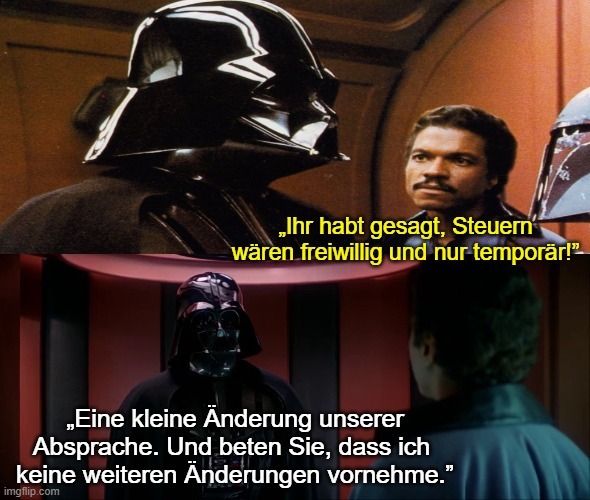 „Ihr habt gesagt, Steuern
wären freiwillig und nur temporär!”
„Eine kleine Änderung unserer
Absprache. Und beten Sie, dass ich
keine weiteren Änderungen vornehme.”
imgflip.com